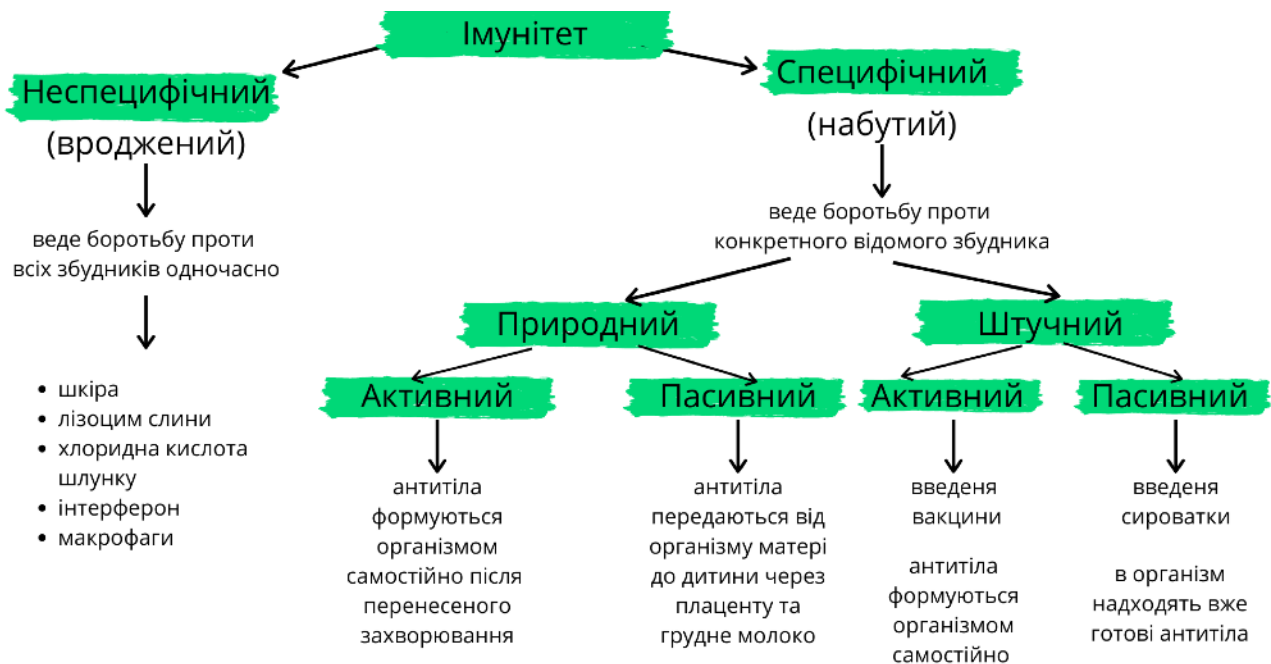 Імунітет
Неспецифічний
(вроджений)
веде боротьбу проти
всіх збудників одночасно
• шкіра
• лізоцим слини
• хлоридна кислота
шлунку
• інтерферон
• макрофаги
Специфічний
(набутий)
веде боротьбу проти
конкретного відомого збудника
Природний
Активний
антитіла
формуються
організмом
самостійно після
перенесеного
захворювання
Пасивний
антитіла
передаються від
організму матері
до дитини через
плаценту та
грудне молоко
Штучний
Активний
введеня
вакцини
антитіла
формуються
організмом
самостійно
Пасивний
введеня
сироватки
в організм
надходять вже
готові антитіла